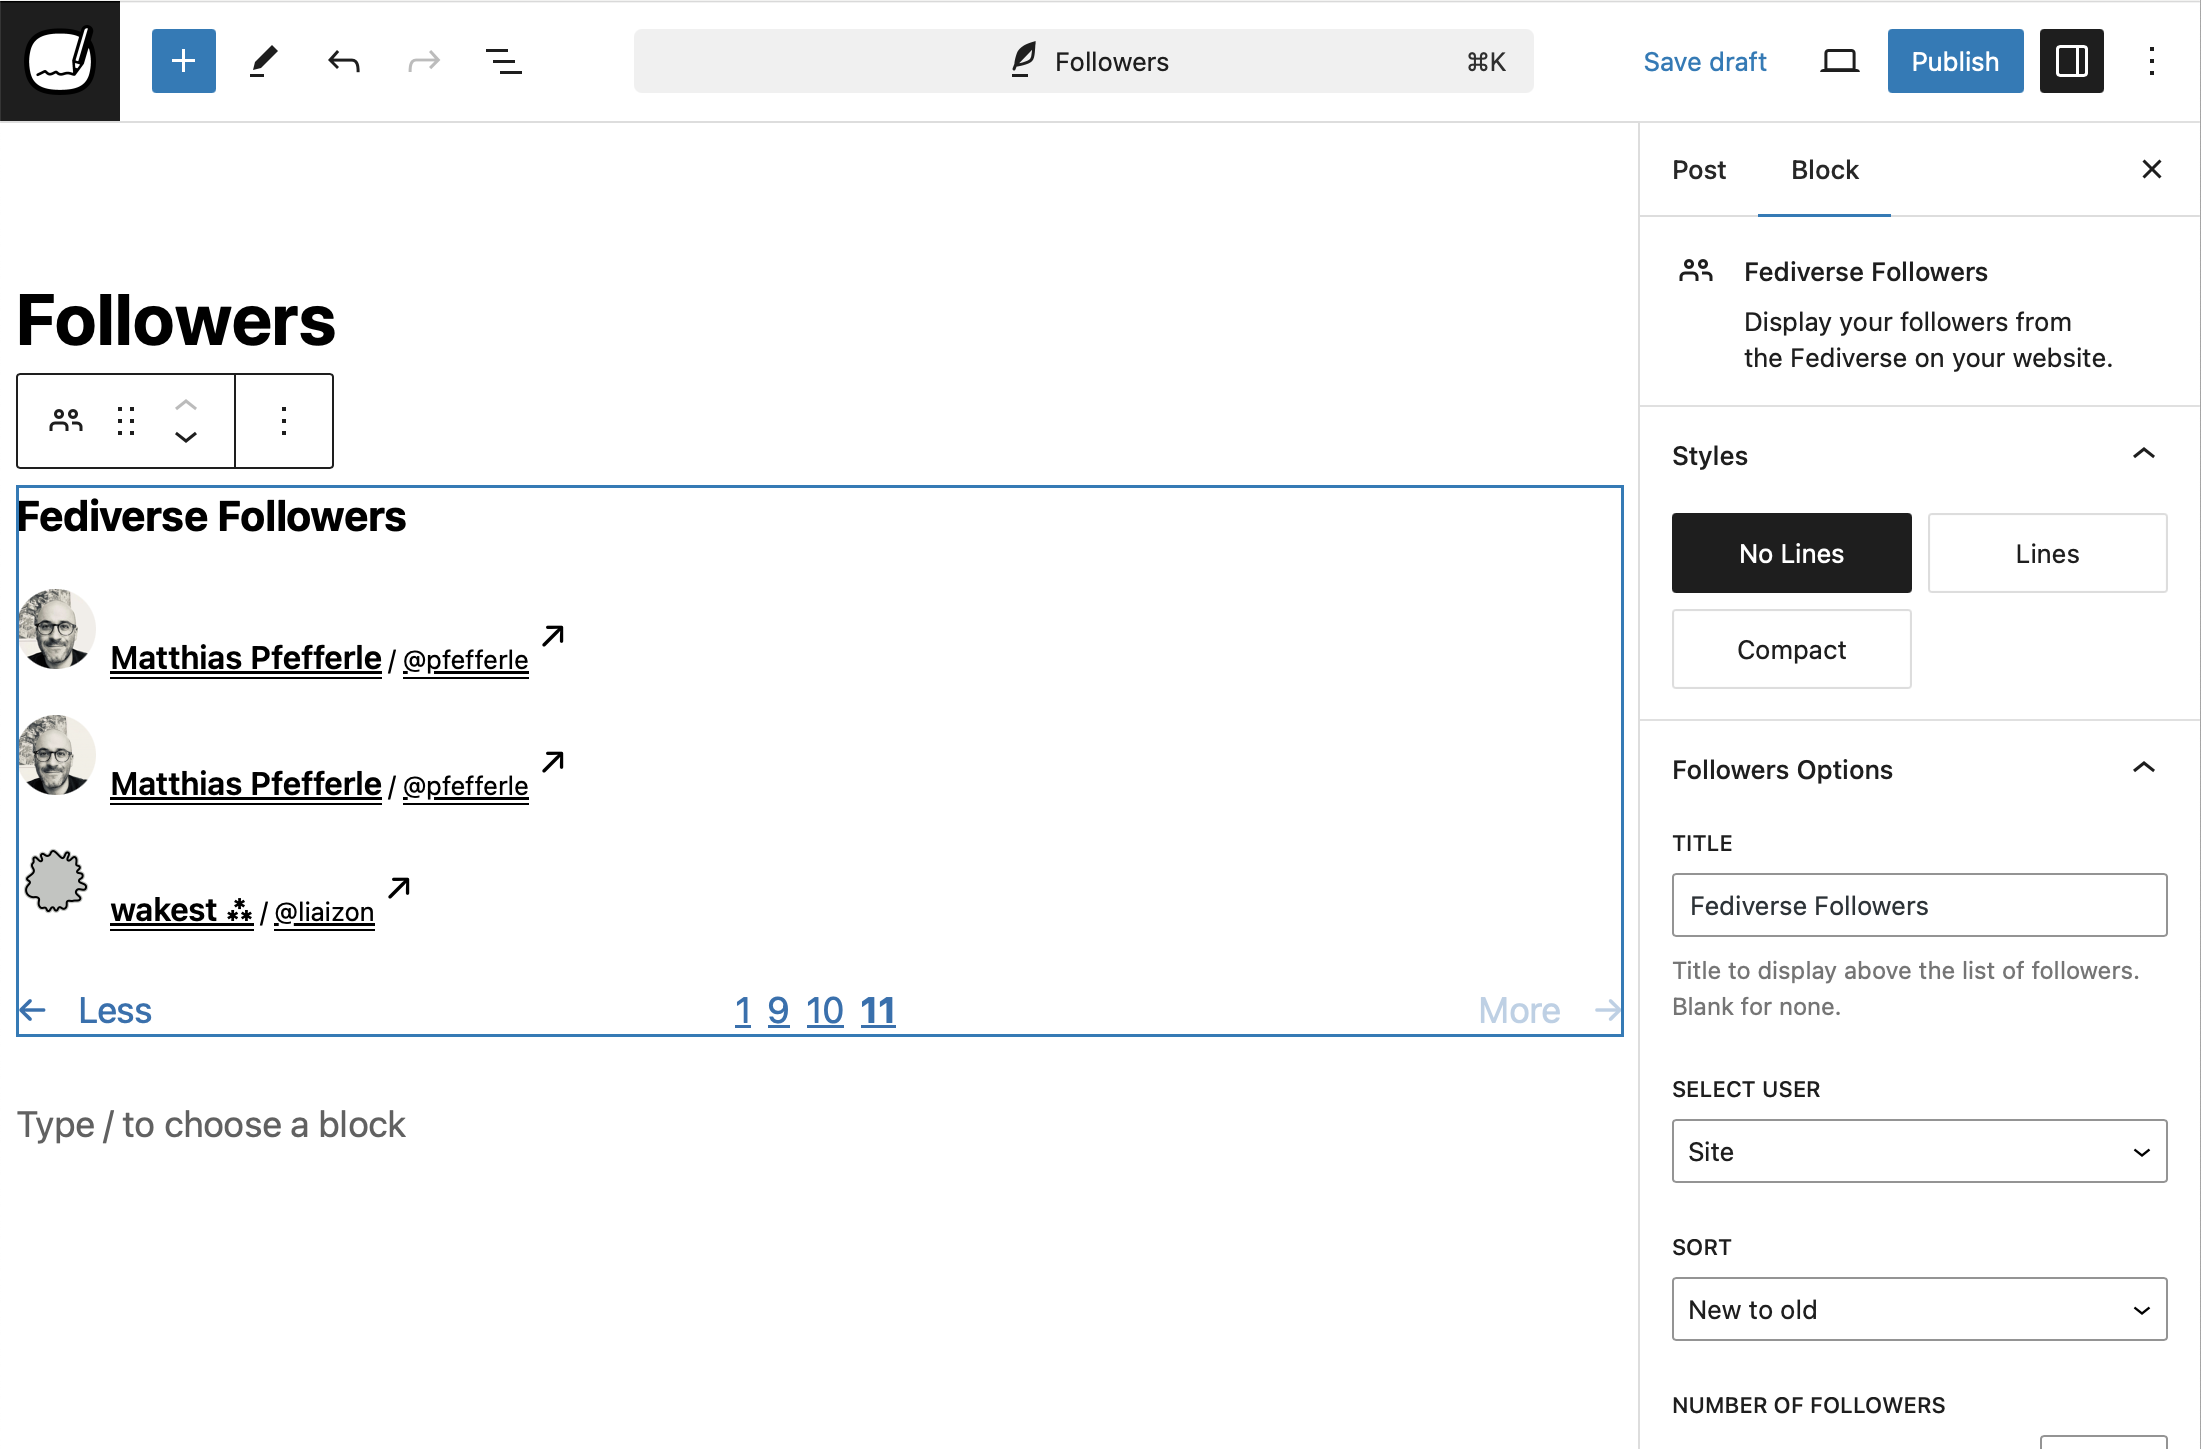 Followers
⌘K
Save draft
Publish
Post
Block
Fediverse Followers
Display your followers from
the Fediverse on your website.
Styles
No Lines
Lines
Compact
Followers Options
TITLE
Fediverse Followers
Title to display above the list of followers.
Blank for none.
SELECT USER
Site
SORT
New to old
NUMBER OF FOLLOWERS
Followers
Fediverse Followers
Matthias Pfefferle / @pfefferle
Matthias Pfefferle / @pfefferle
wakest ⁂ / @liaizon
← Less
1 9 10 11
More →
Type / to choose a block